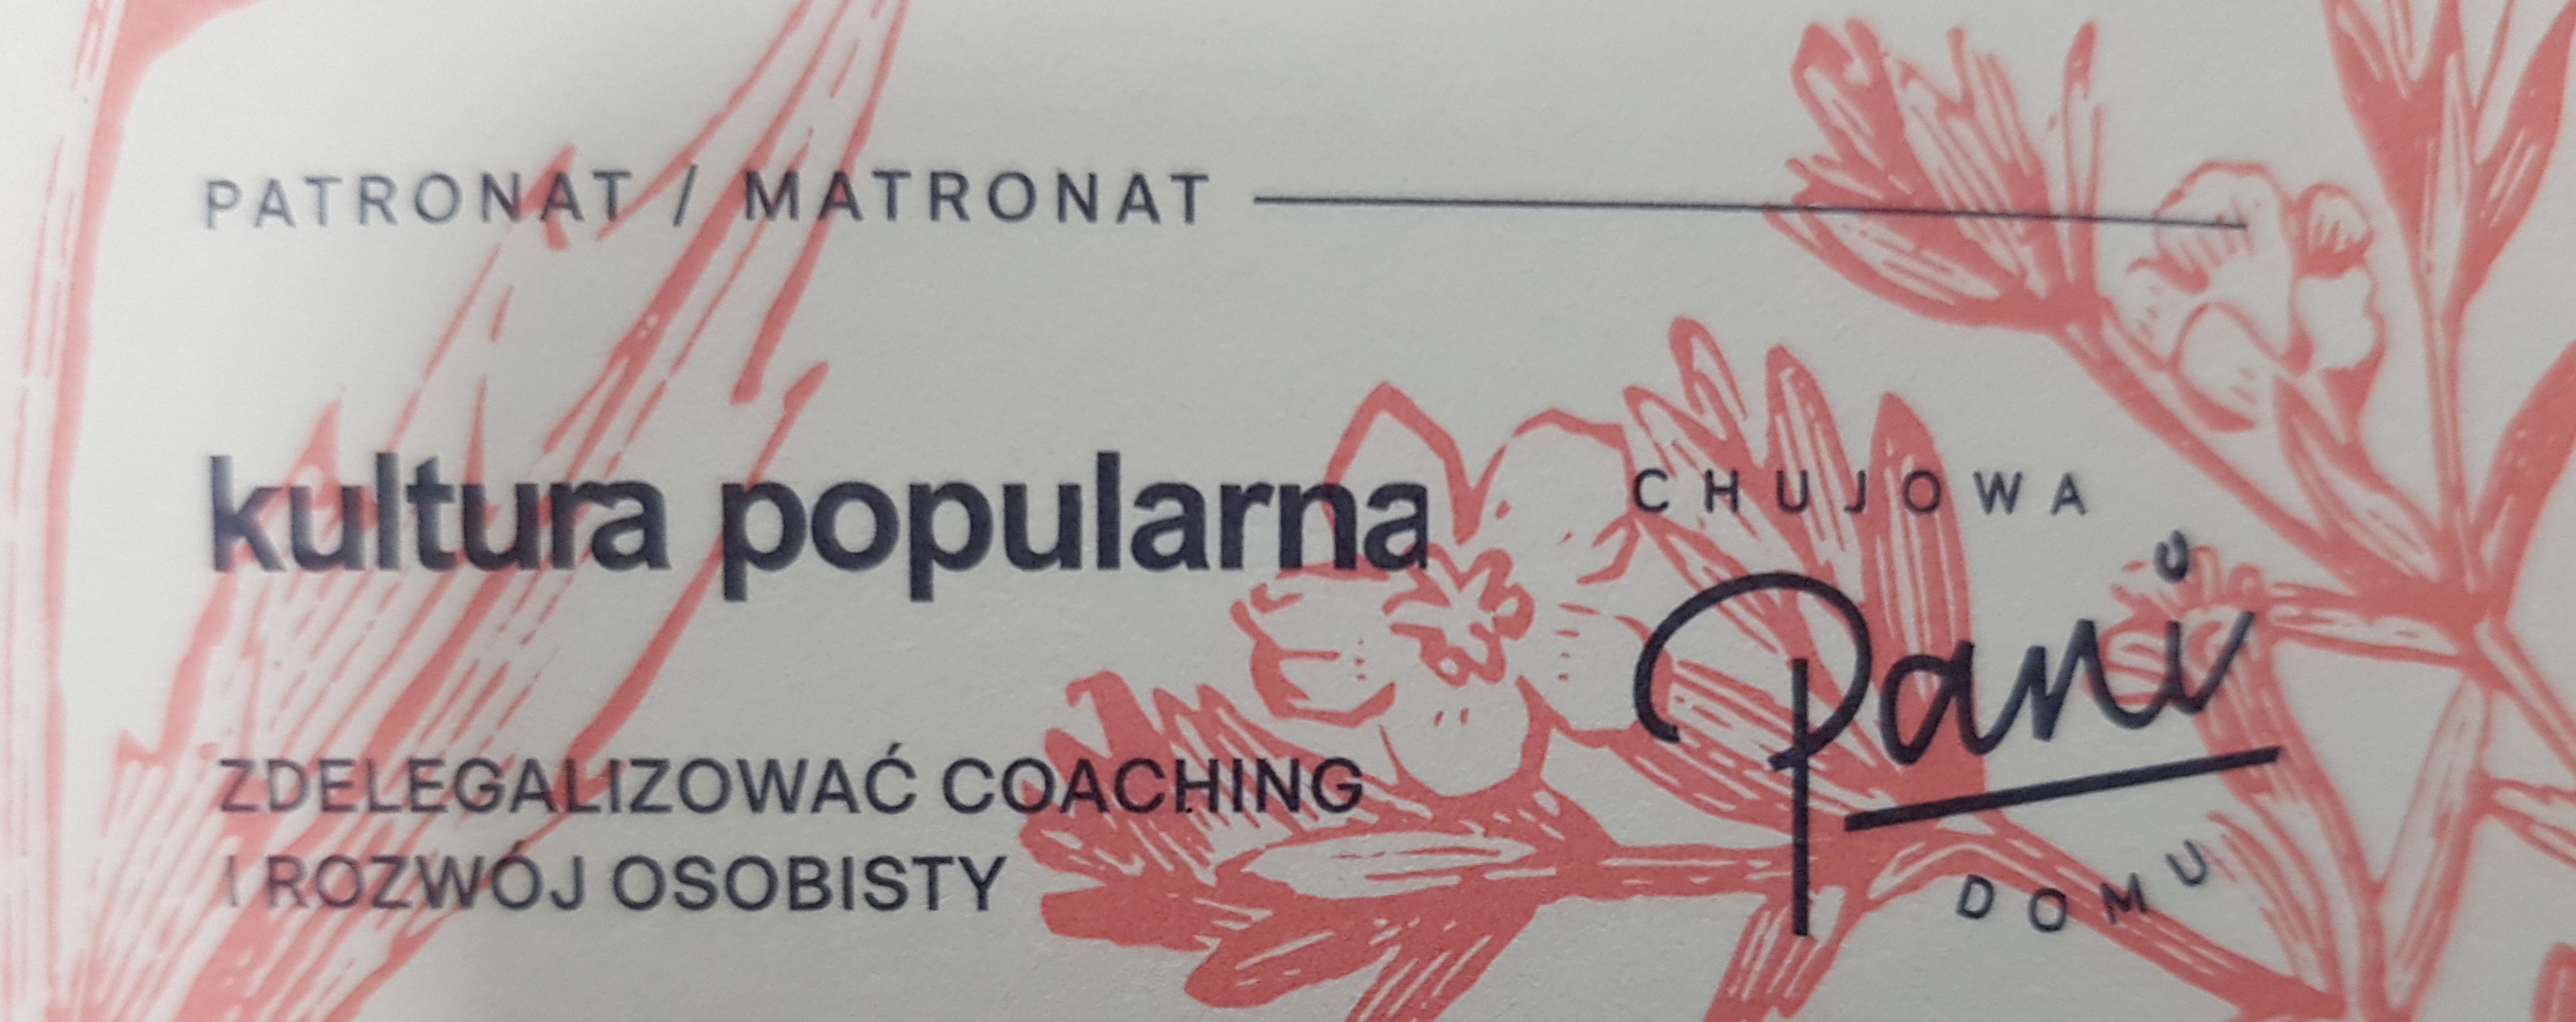 PATRONAT / MATRONAT
kultura popularna
ZDELEGALIZOWAĆ COACHING
I ROZWÓJ OSOBISTY
CHUJOWA
Pani
DOMU